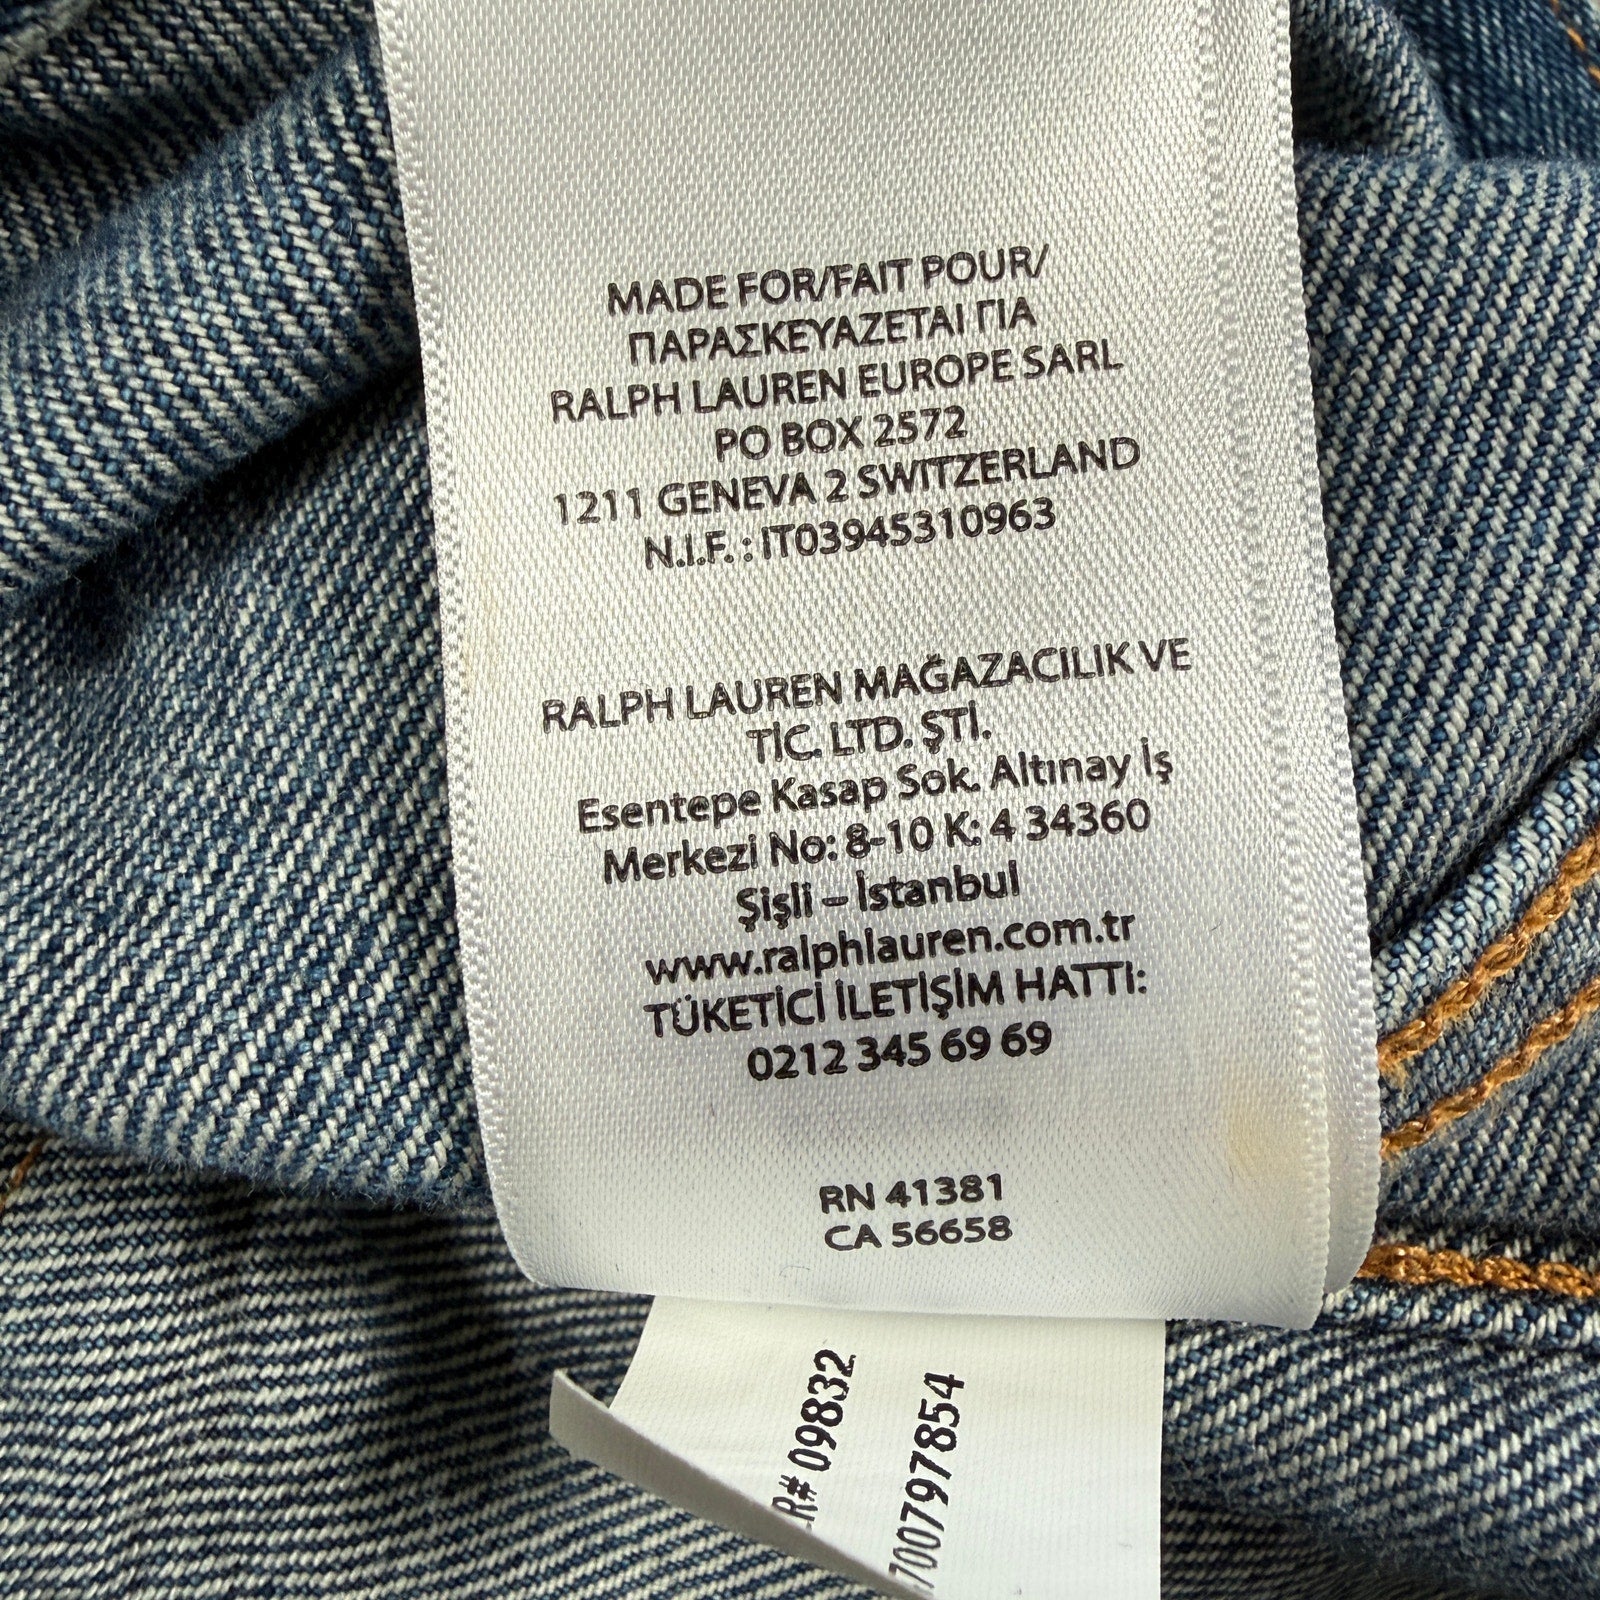 MADE FOR/FAIT POUR/
ΠΑΡΑΣΚΕΥΑΖΕΤΑΙ ΓΙΑ
RALPH LAUREN EUROPE SARL
PO BOX 2572
1211 GENEVA 2 SWITZERLAND
N.I.F. : IT03945310963
RALPH LAUREN MAĞAZACILIK VE
TİC. LTD. ŞTİ.
Esentepe Kasap Sok. Altınay İş
Merkezi No: 8-10 K: 4 34360
Şişli – İstanbul
www.ralphlauren.com.tr
TÜKETİCİ İLETİŞİM HATTI:
0212 345 69 69
RN 41381
CA 56658
R# 09832
700797854